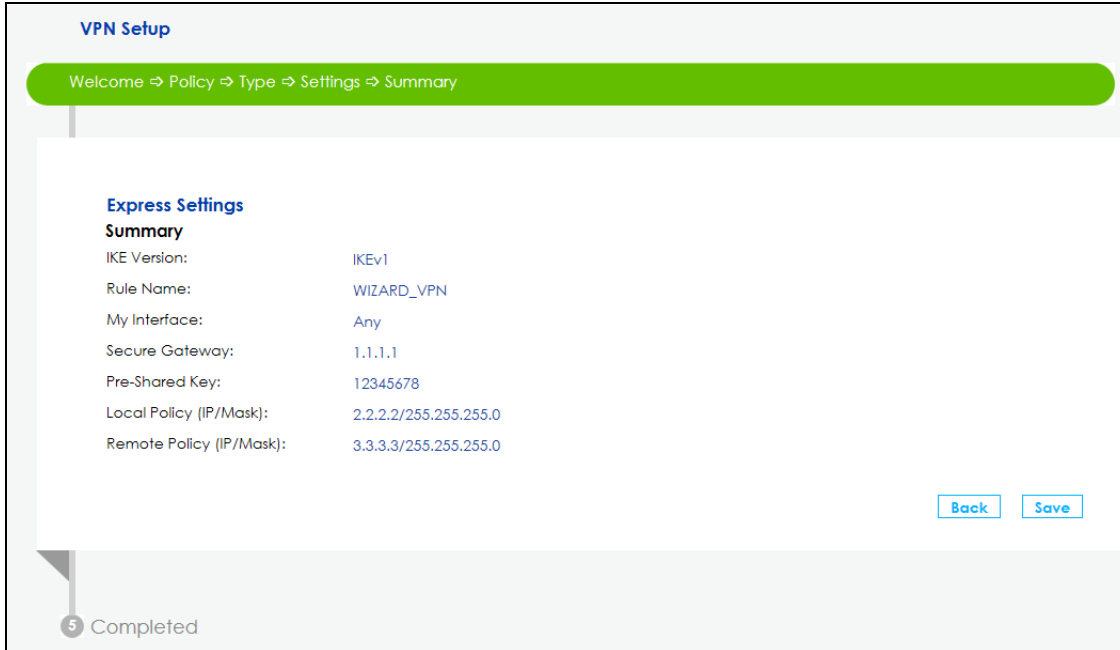 VPN Setup
Welcome ⇨ Policy ⇨ Type ⇨ Settings ⇨ Summary
Express Settings
Summary
IKE Version: IKEv1
Rule Name: WIZARD_VPN
My Interface: Any
Secure Gateway: 1.1.1.1
Pre-Shared Key: 12345678
Local Policy (IP/Mask): 2.2.2.2/255.255.255.0
Remote Policy (IP/Mask): 3.3.3.3/255.255.255.0
Back Save
5 Completed